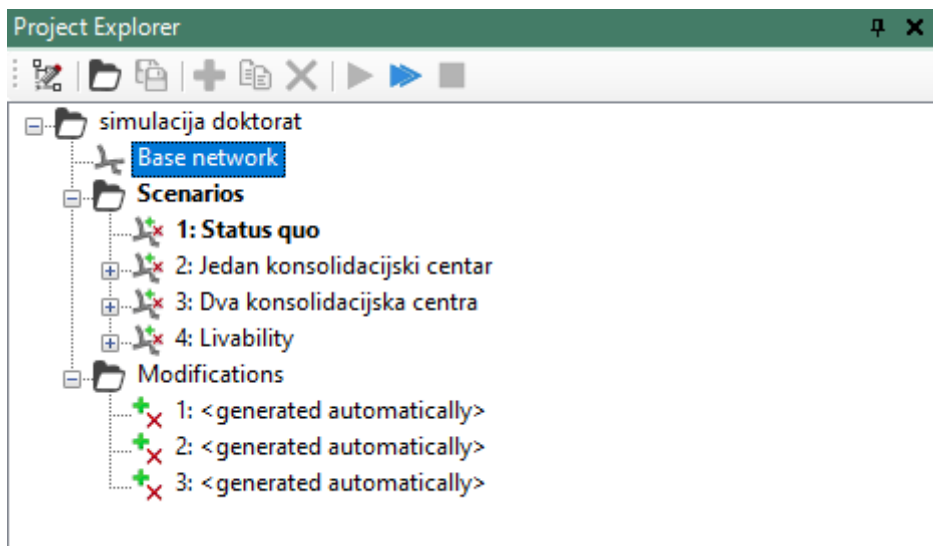 Project Explorer
simulacija doktorat
Base network
Scenarios
1: Status quo
2: Jedan konsolidacijski centar
3: Dva konsolidacijska centra
4: Livability
Modifications
1: <generated automatically>
2: <generated automatically>
3: <generated automatically>